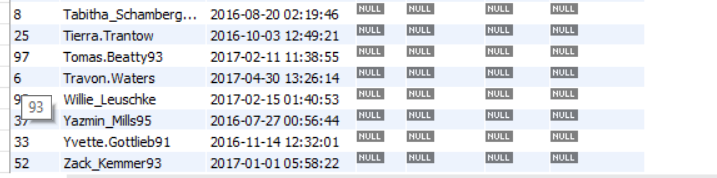 8 Tabitha_Schamberg... 2016-08-20 02:19:46 NULL NULL NULL NULL
25 Tierra.Trantow 2016-10-03 12:49:21 NULL NULL NULL NULL
97 Tomas.Beatty93 2017-02-11 11:38:55 NULL NULL NULL NULL
6 Travon.Waters 2017-04-30 13:26:14 NULL NULL NULL NULL
Willie_Leuschke 2017-02-15 01:40:53 NULL NULL NULL NULL
93
37 Yazmin_Mills95 2016-07-27 00:56:44 NULL NULL NULL NULL
33 Yvette.Gottlieb91 2016-11-14 12:32:01 NULL NULL NULL NULL
52 Zack_Kemmer93 2017-01-01 05:58:22 NULL NULL NULL NULL